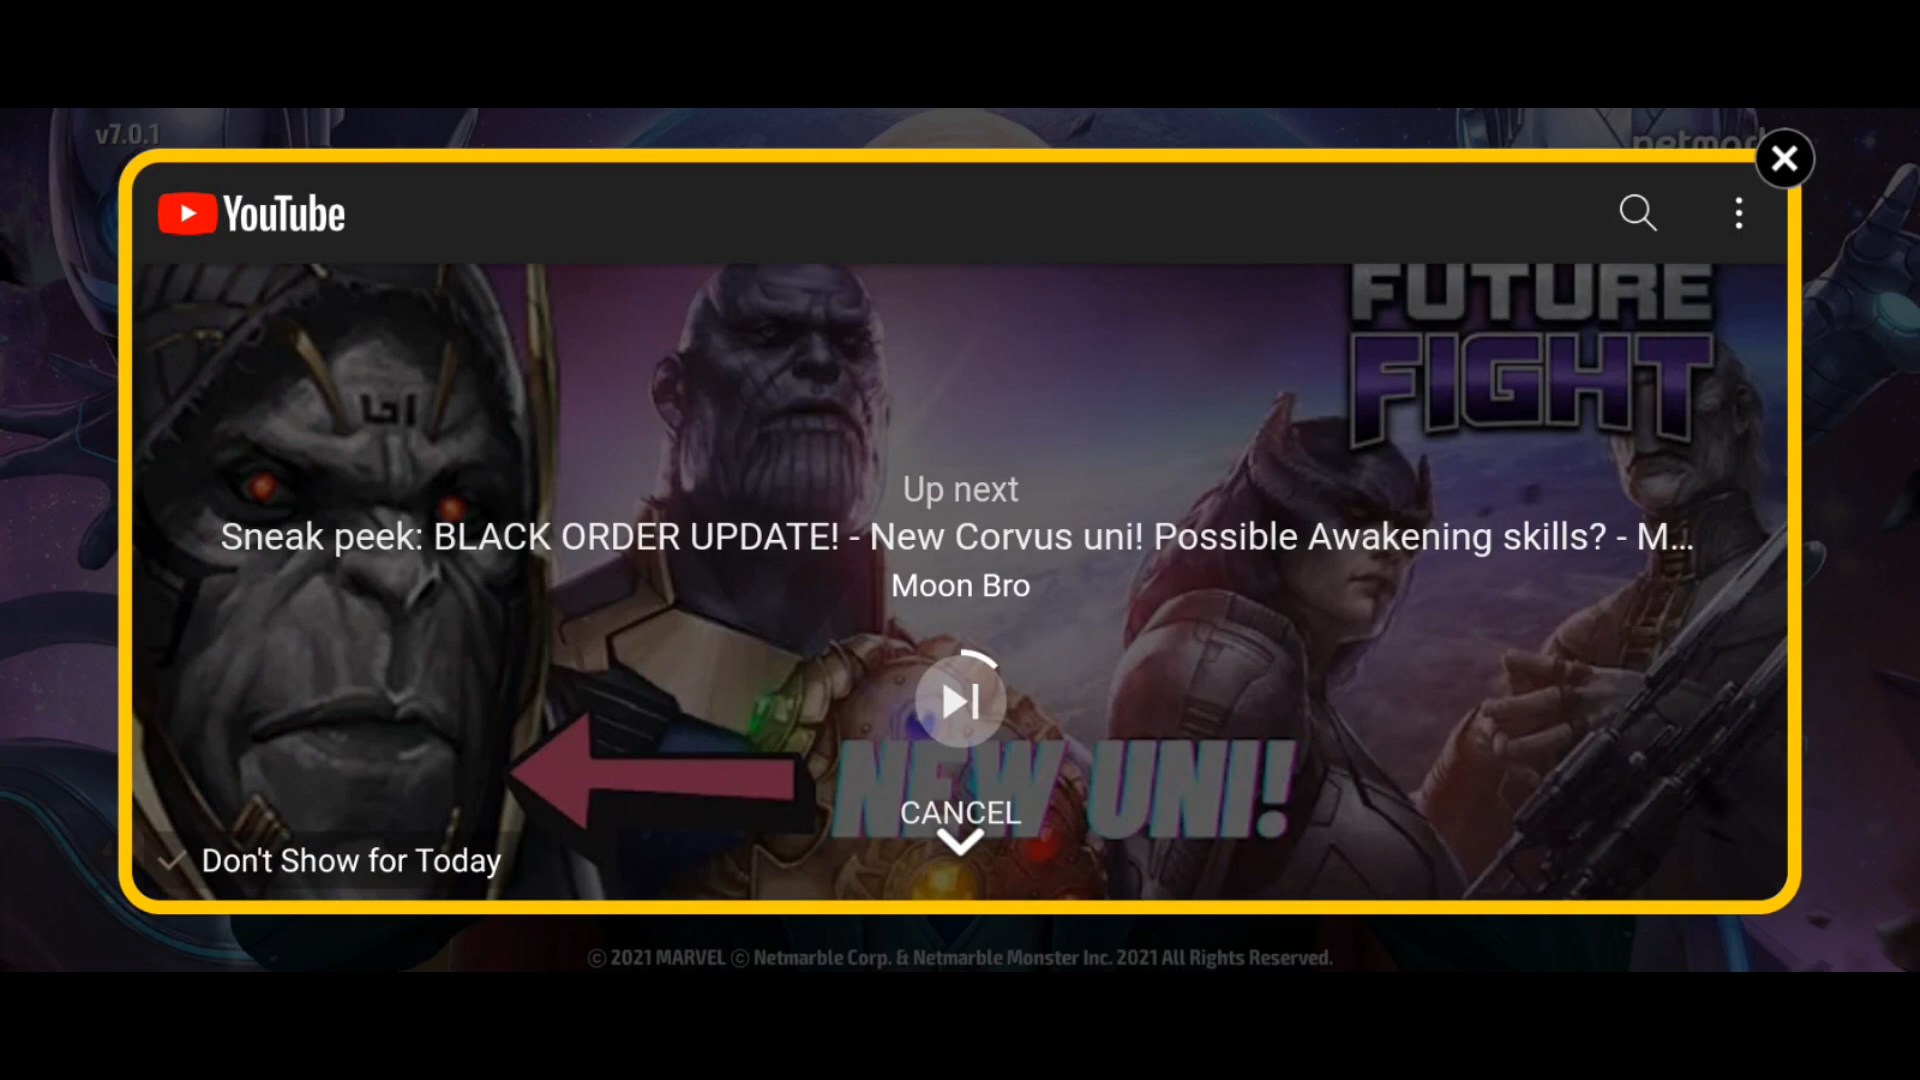 v7.0.1
YouTube
FUTURE
FIGHT
Up next
Sneak peek: BLACK ORDER UPDATE! - New Corvus uni! Possible Awakening skills? - M...
Moon Bro
NEW UNI!
CANCEL
Don't Show for Today
© 2021 MARVEL © Netmarble Corp. & Netmarble Monster Inc. 2021 All Rights Reserved.